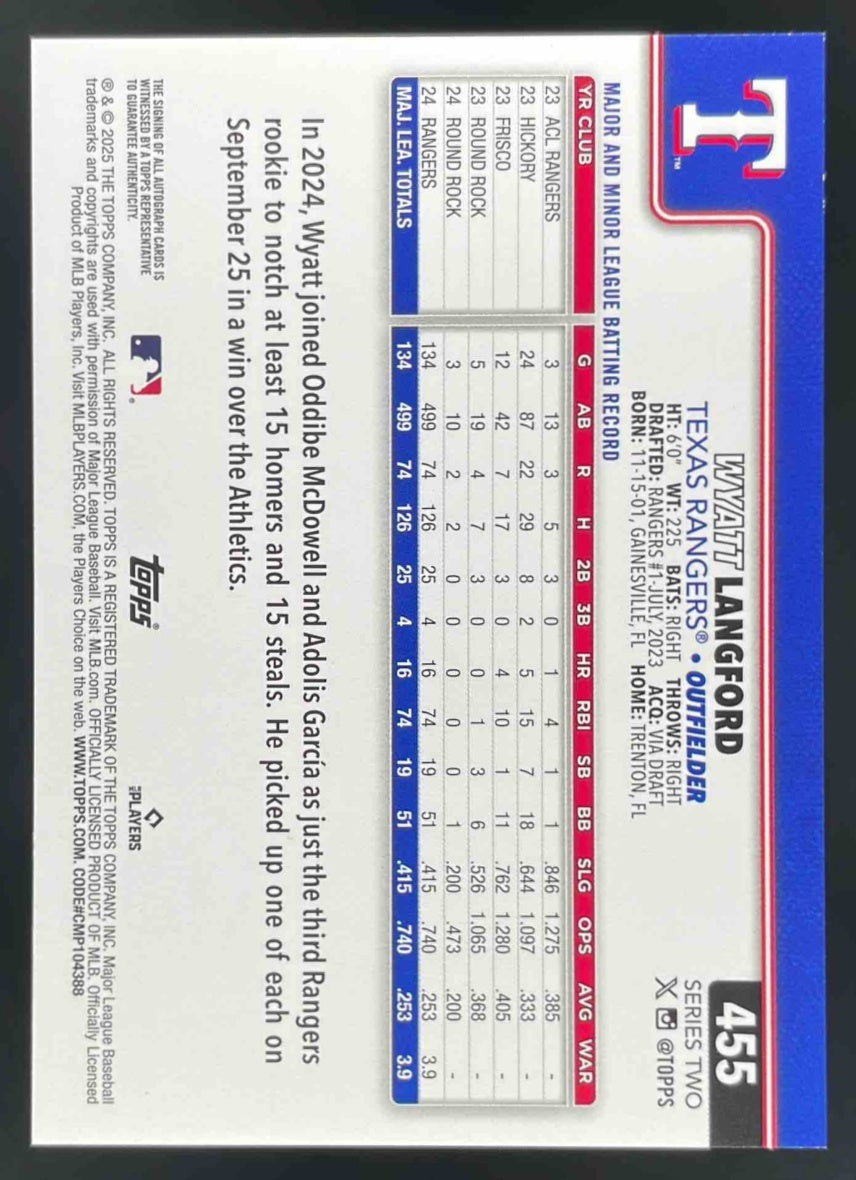 T™
455
WYATT LANGFORD
TEXAS RANGERS® • OUTFIELDER
SERIES TWO
HT: 6'0" WT: 225 BATS: RIGHT THROWS: RIGHT
@TOPPS
DRAFTED: RANGERS #1-JULY, 2023 ACQ: VIA DRAFT
BORN: 11-15-01, GAINESVILLE, FL HOME: TRENTON, FL
MAJOR AND MINOR LEAGUE BATTING RECORD
YR CLUB G AB R H 2B 3B HR RBI SB BB SLG OPS AVG WAR
23 ACL RANGERS 3 13 3 5 3 0 1 4 1 1 .846 1.275 .385 -
23 HICKORY 24 87 22 29 8 2 5 15 7 18 .644 1.097 .333 -
23 FRISCO 12 42 7 17 3 0 4 10 1 11 .762 1.280 .405 -
23 ROUND ROCK 5 19 4 7 3 0 0 1 3 6 .526 1.065 .368 -
24 ROUND ROCK 3 10 2 2 0 0 0 0 0 1 .200 .473 .200 -
24 RANGERS 134 499 74 126 25 4 16 74 19 51 .415 .740 .253 3.9
MAJ. LEA. TOTALS 134 499 74 126 25 4 16 74 19 51 .415 .740 .253 3.9
In 2024, Wyatt joined Oddibe McDowell and Adolis García as just the third Rangers
rookie to notch at least 15 homers and 15 steals. He picked up one of each on
September 25 in a win over the Athletics.
THE SIGNING OF ALL AUTOGRAPH CARDS IS
WITNESSED BY A TOPPS REPRESENTATIVE
TO GUARANTEE AUTHENTICITY.
topps®
PLAYERS
® & © 2025 THE TOPPS COMPANY, INC. ALL RIGHTS RESERVED. TOPPS IS A REGISTERED TRADEMARK OF THE TOPPS COMPANY, INC. Major League Baseball
trademarks and copyrights are used with permission of Major League Baseball. Visit MLB.com. OFFICIALLY LICENSED PRODUCT OF MLB. Officially Licensed
Product of MLB Players, Inc. Visit MLBPLAYERS.COM, the Players Choice on the web. WWW.TOPPS.COM. CODE#CMP104388